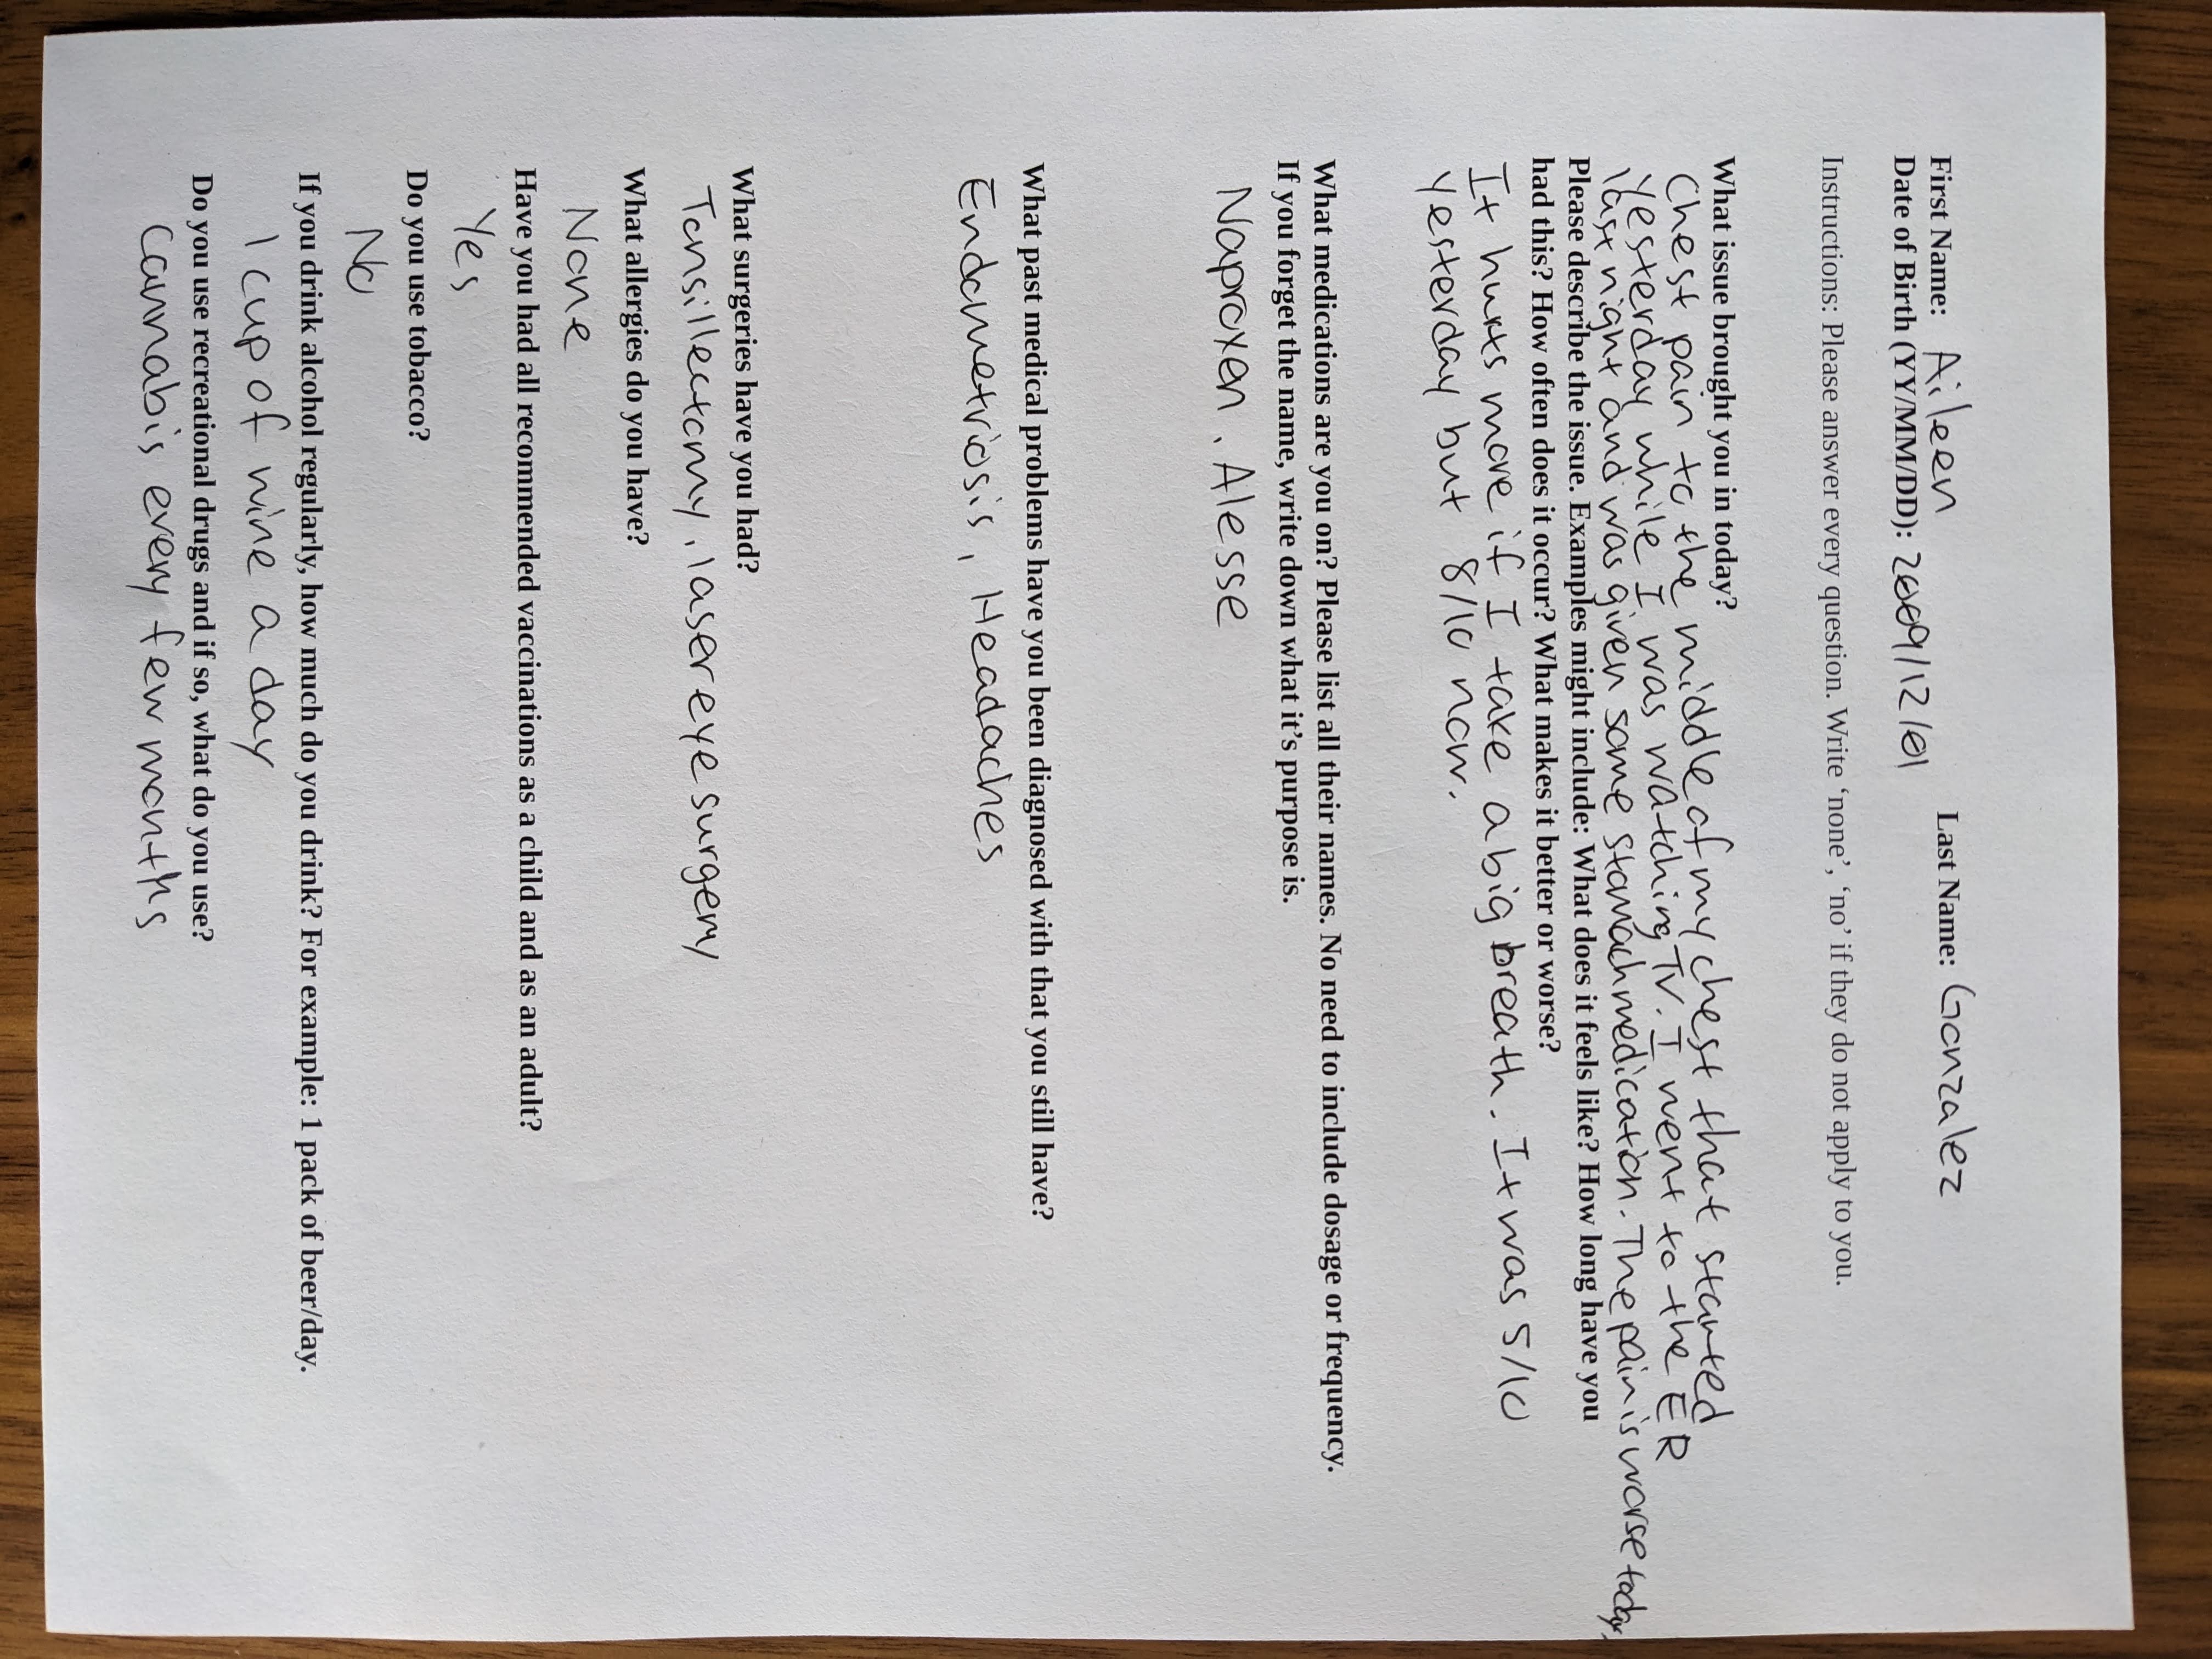 First Name: Aileen Last Name: Gonzalez
Date of Birth (YY/MM/DD): 2009/12/01
Instructions: Please answer every question. Write ‘none’, ‘no’ if they do not apply to you.
What issue brought you in today?
Chest pain to the middle of my chest that started
yesterday while I was watching TV. I went to the ER
last night and was given some stomach medication. The pain is worse today.
Please describe the issue. Examples might include: What does it feels like? How long have you
had this? How often does it occur? What makes it better or worse?
It hurts more if I take a big breath. It was 5/10
yesterday but 8/10 now.
What medications are you on? Please list all their names. No need to include dosage or frequency.
If you forget the name, write down what it’s purpose is.
Naproxen, Alesse
What past medical problems have you been diagnosed with that you still have?
Endometriosis, Headaches
What surgeries have you had?
Tonsillectomy, laser eye surgery
What allergies do you have?
None
Have you had all recommended vaccinations as a child and as an adult?
Yes
Do you use tobacco?
No
If you drink alcohol regularly, how much do you drink? For example: 1 pack of beer/day.
1 cup of wine a day
Do you use recreational drugs and if so, what do you use?
Cannabis every few months